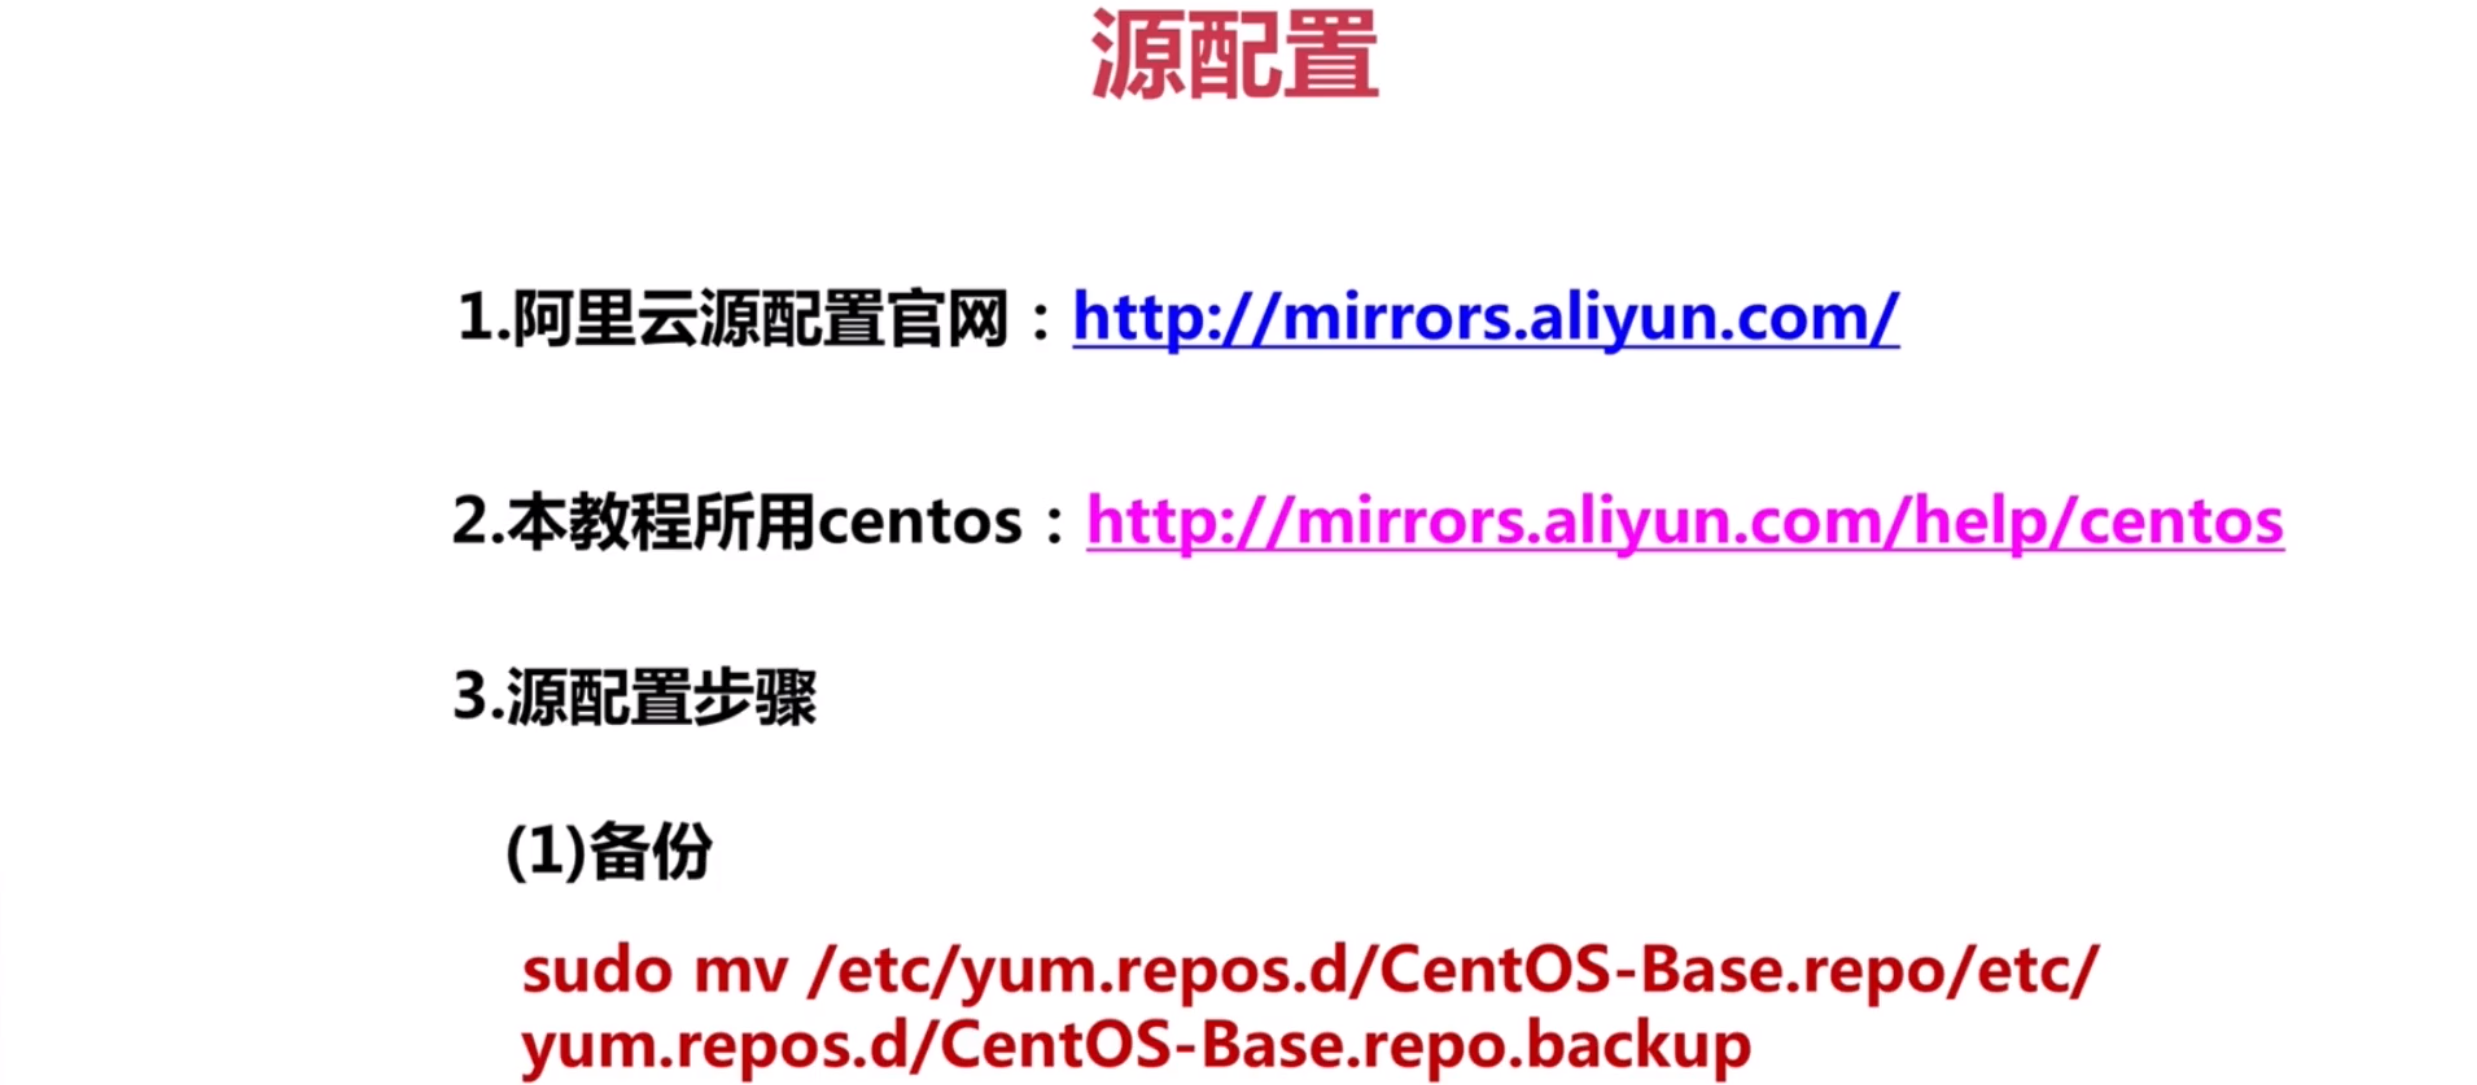 源配置
1.阿里云源配置官网：http://mirrors.aliyun.com/
2.本教程所用centos：http://mirrors.aliyun.com/help/centos
3.源配置步骤
(1)备份
sudo mv /etc/yum.repos.d/CentOS-Base.repo/etc/
yum.repos.d/CentOS-Base.repo.backup